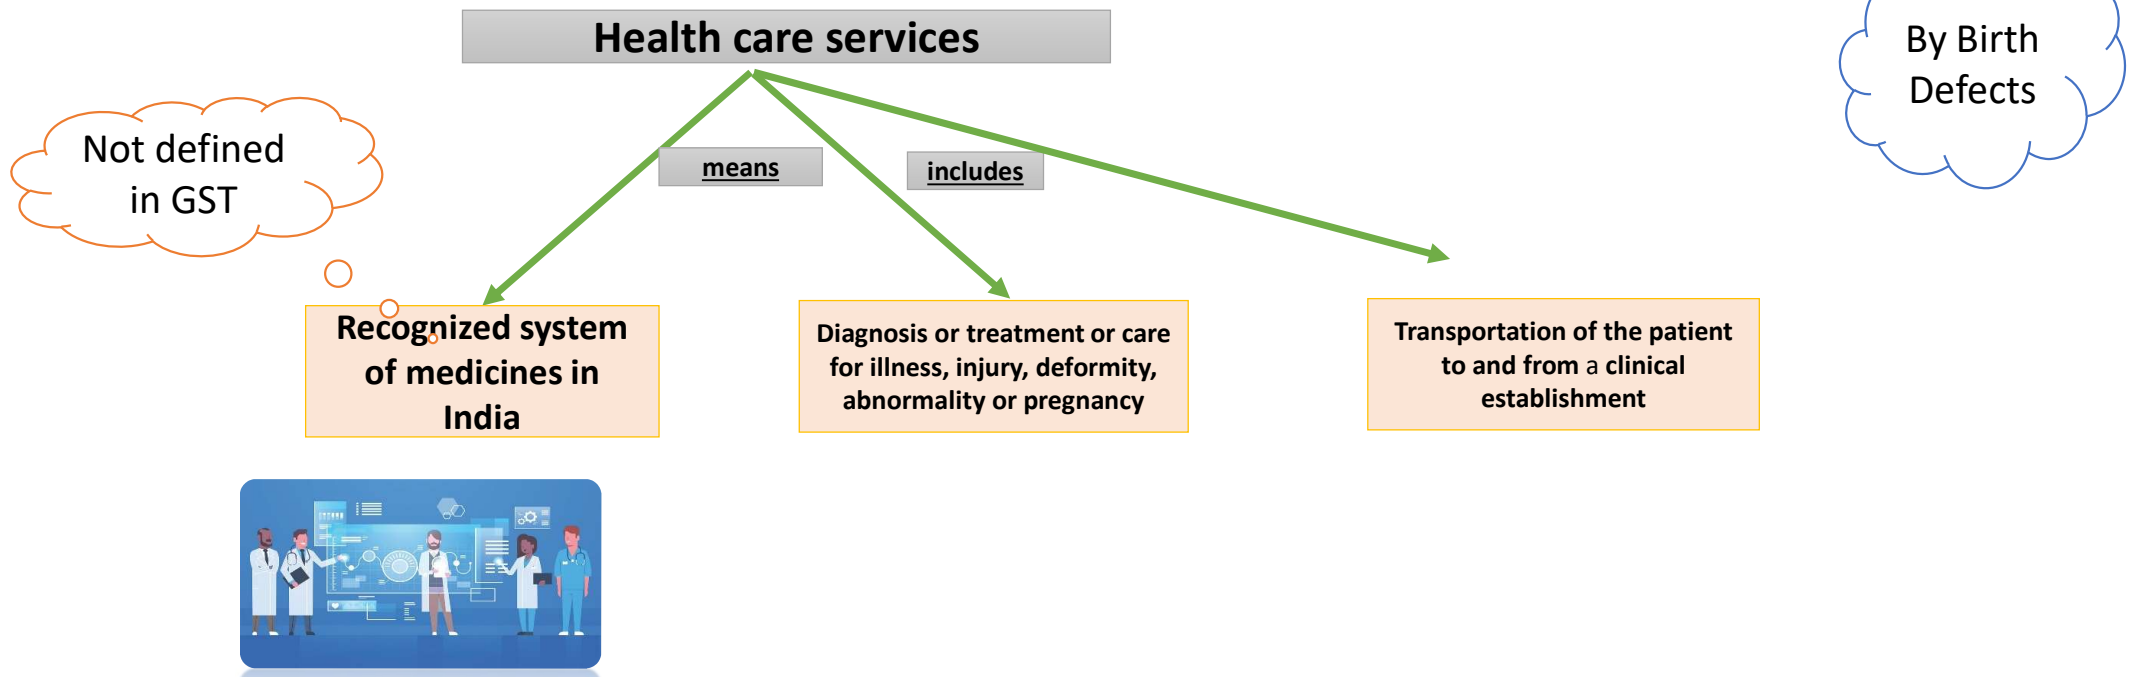 Health care services
By Birth
Defects
Not defined
in GST
means
includes
Recognized system
of medicines in
India
Diagnosis or treatment or care
for illness, injury, deformity,
abnormality or pregnancy
Transportation of the patient
to and from a clinical
establishment